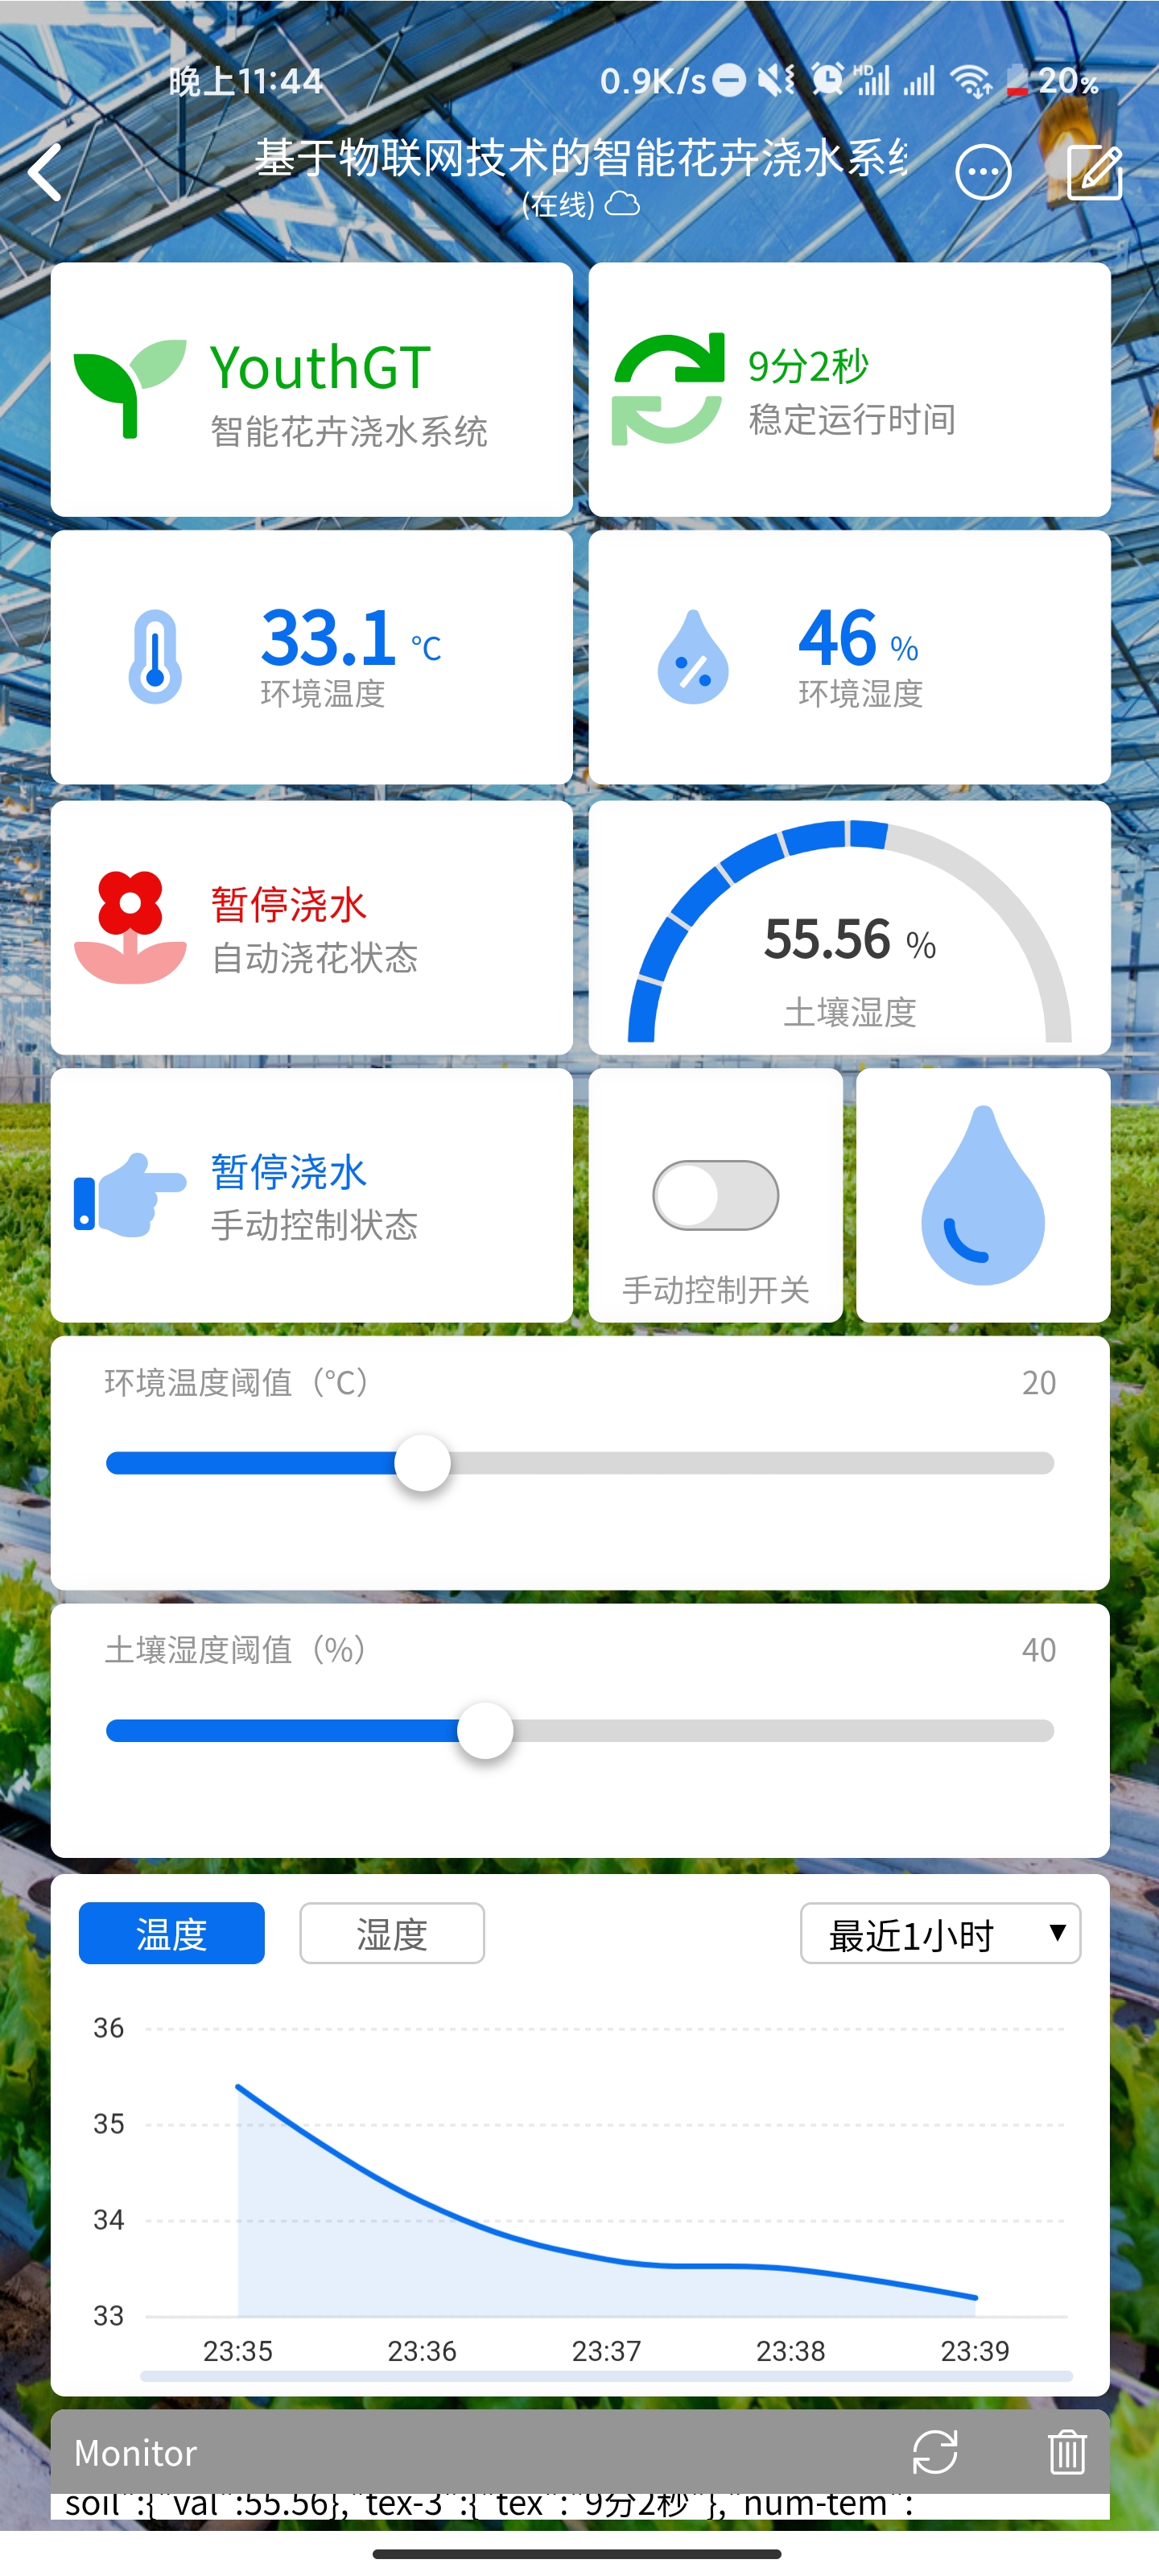 晚上11:44
0.9K/s
HD
20%
基于物联网技术的智能花卉浇水系
(在线)
YouthGT
智能花卉浇水系统
9分2秒
稳定运行时间
33.1 °C
环境温度
46 %
环境湿度
暂停浇水
自动浇花状态
55.56 %
土壤湿度
暂停浇水
手动控制状态
手动控制开关
环境温度阈值（°C）
20
土壤湿度阈值（%）
40
温度
湿度
最近1小时
36
35
34
33
23:35
23:36
23:37
23:38
23:39
Monitor
soil":{"val":55.56},"tex-3":{"tex":"9分2秒"},"num-tem":